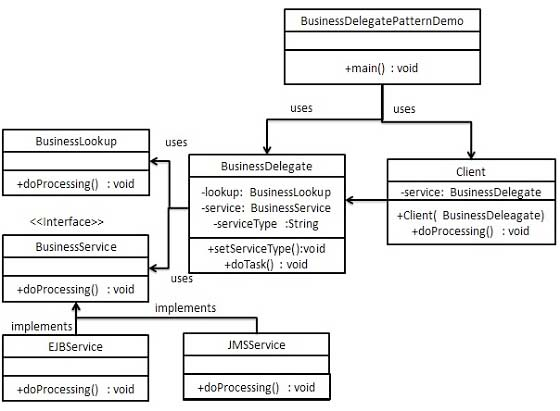 BusinessDelegatePatternDemo
+main() : void
uses
uses
BusinessLookup
+doProcessing() : void
uses
BusinessDelegate
-lookup: BusinessLookup
-service: BusinessService
-serviceType :String
+setServiceType():void
+doTask() : void
Client
-service: BusinessDelegate
+Client( BusinessDeleagate)
+doProcessing() : void
<<Interface>>
BusinessService
+doProcessing() : void
uses
implements
implements
EJBService
+doProcessing() : void
JMSService
+doProcessing() : void